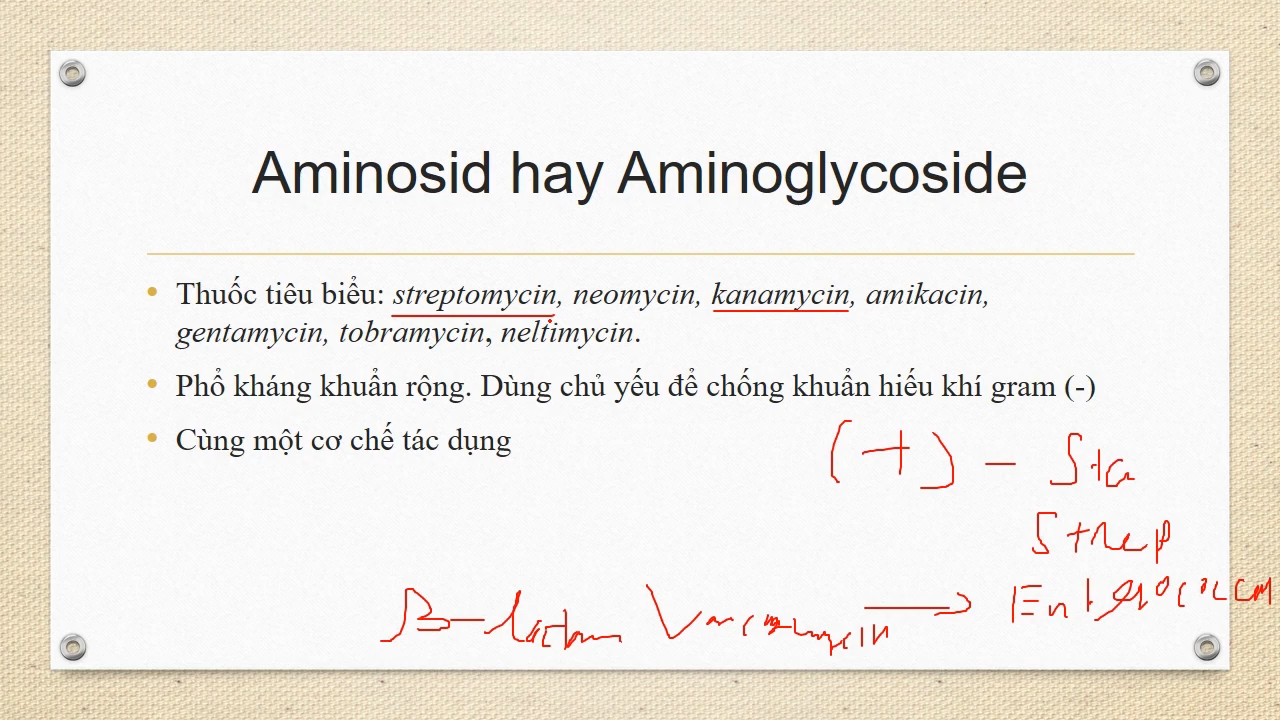 Aminosid hay Aminoglycoside
• Thuốc tiêu biểu: streptomycin, neomycin, kanamycin, amikacin,
gentamycin, tobramycin, neltimycin.
• Phổ kháng khuẩn rộng. Dùng chủ yếu để chống khuẩn hiếu khí gram (-)
• Cùng một cơ chế tác dụng
(+) – Sta
Strep
B-lactam Vancomycin → Enterococcus